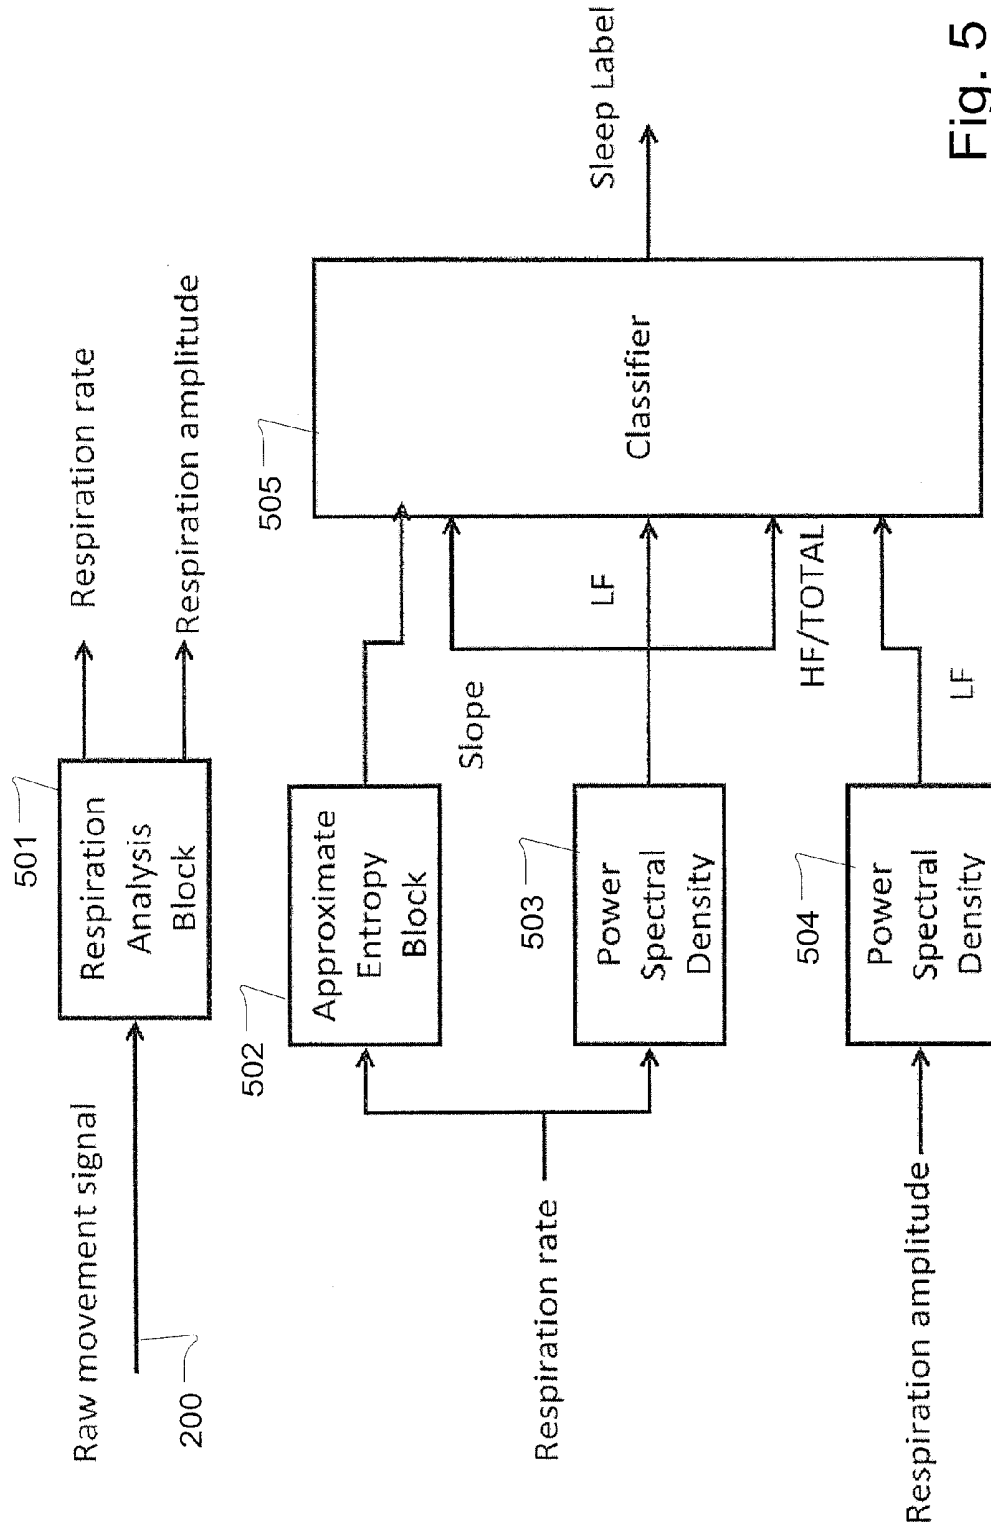 Raw movement signal
200
501
Respiration
Analysis
Block
Respiration rate
Respiration amplitude
Respiration rate
502
Approximate
Entropy
Block
503
Power
Spectral
Density
Slope
LF
HF/TOTAL
505
Classifier
Sleep Label
Respiration amplitude
504
Power
Spectral
Density
LF
Fig. 5